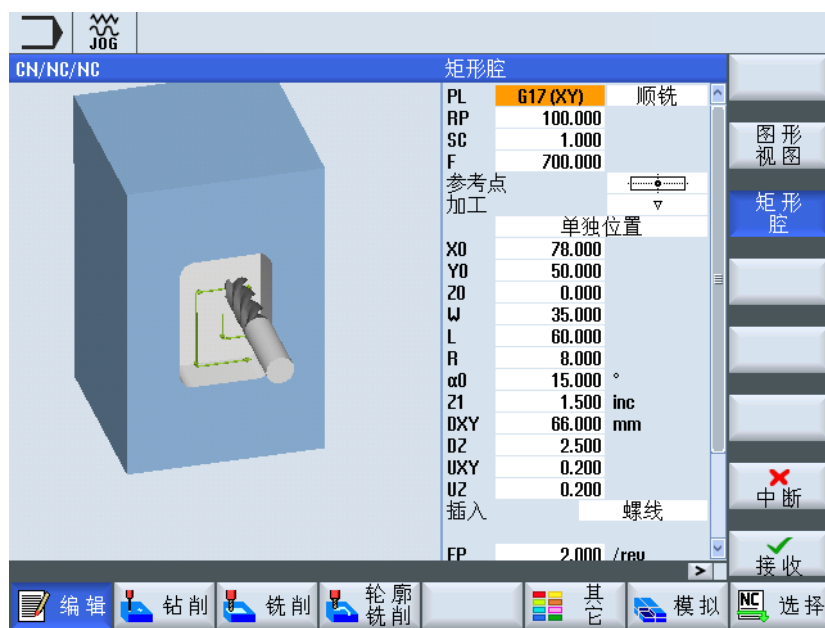 JOG
CN/NC/NC
矩形腔
PL G17(XY) 顺铣
RP 100.000
SC 1.000
F 700.000
参考点
加工 ▽
单独位置
X0 78.000
Y0 50.000
Z0 0.000
W 35.000
L 60.000
R 8.000
α0 15.000 °
Z1 1.500 inc
DXY 66.000 mm
DZ 2.500
UXY 0.200
UZ 0.200
插入 螺线
EP 2.000 /rev
图形
视图
矩形
腔
中断
接收
编辑
钻削
铣削
轮廓
铣削
其
它
模拟
NC 选择